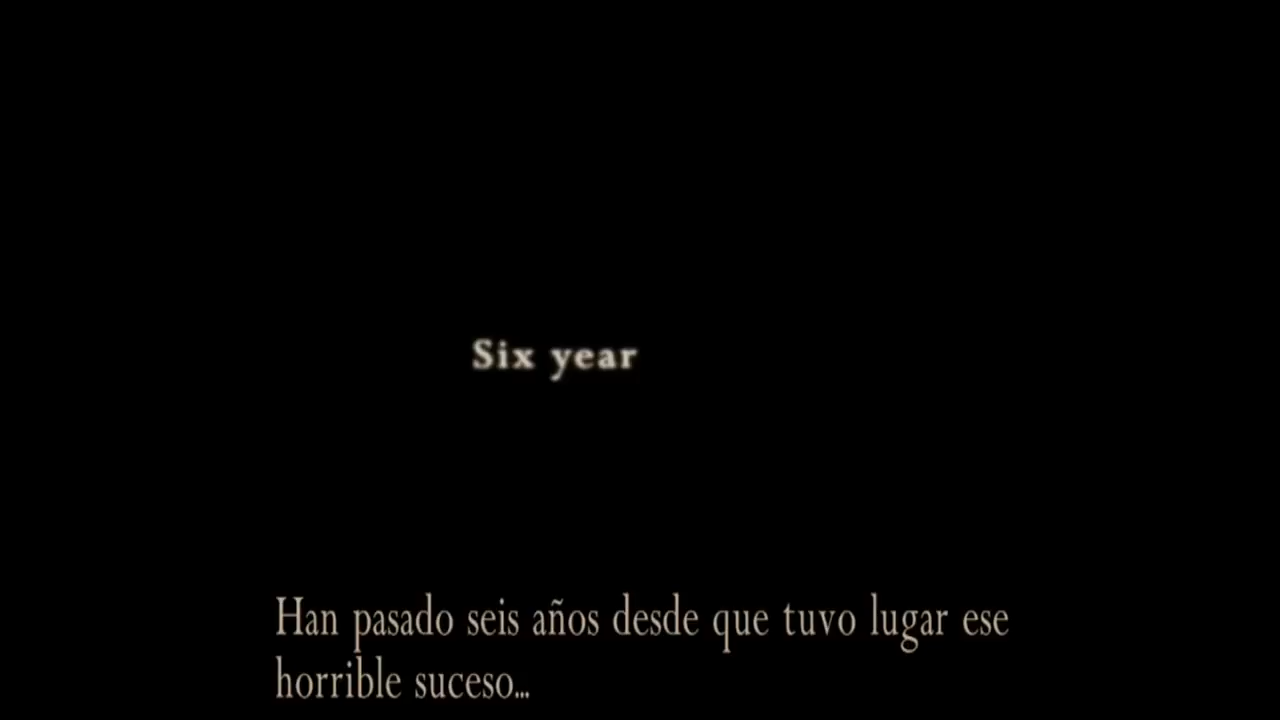 Six year
Han pasado seis años desde que tuvo lugar ese
horrible suceso...